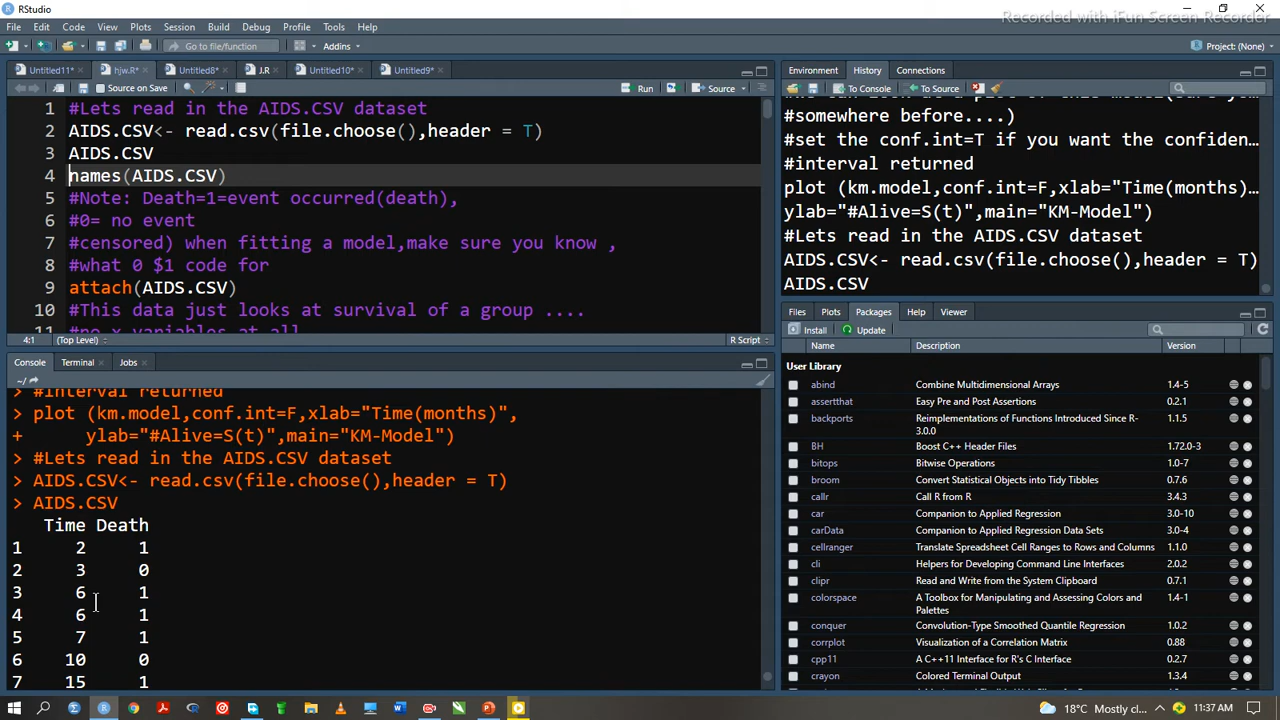 RStudio
Recorded with iFun Screen Recorder
File Edit Code View Plots Session Build Debug Profile Tools Help
Go to file/function Addins Project: (None)
Untitled11* hjw.R* Untitled8* J.R Untitled10* Untitled9*
Source on Save Run Source
1 #Lets read in the AIDS.CSV dataset
2 AIDS.CSV<- read.csv(file.choose(),header = T)
3 AIDS.CSV
4 names(AIDS.CSV)
5 #Note: Death=1=event occurred(death),
6 #0= no event
7 #censored) when fitting a model,make sure you know ,
8 #what 0 $1 code for
9 attach(AIDS.CSV)
10 #This data just looks at survival of a group ....
11 #no x variables at all
4:1 (Top Level) R Script
Console Terminal Jobs
~/
> #interval returned
> plot (km.model,conf.int=F,xlab="Time(months)",
+ ylab="#Alive=S(t)",main="KM-Model")
> #Lets read in the AIDS.CSV dataset
> AIDS.CSV<- read.csv(file.choose(),header = T)
> AIDS.CSV
Time Death
1 2 1
2 3 0
3 6 1
4 6 1
5 7 1
6 10 0
7 15 1
Environment History Connections
To Console To Source
#somewhere before....)
#set the conf.int=T if you want the confiden…
#interval returned
plot (km.model,conf.int=F,xlab="Time(months)…
ylab="#Alive=S(t)",main="KM-Model")
#Lets read in the AIDS.CSV dataset
AIDS.CSV<- read.csv(file.choose(),header = T)
AIDS.CSV
Files Plots Packages Help Viewer
Install Update
Name Description Version
User Library
abind Combine Multidimensional Arrays 1.4-5
assertthat Easy Pre and Post Assertions 0.2.1
backports Reimplementations of Functions Introduced Since R-3.0.0 1.1.5
BH Boost C++ Header Files 1.72.0-3
bitops Bitwise Operations 1.0-7
broom Convert Statistical Objects into Tidy Tibbles 0.7.6
callr Call R from R 3.4.3
car Companion to Applied Regression 3.0-10
carData Companion to Applied Regression Data Sets 3.0-4
cellranger Translate Spreadsheet Cell Ranges to Rows and Columns 1.1.0
cli Helpers for Developing Command Line Interfaces 2.0.2
clipr Read and Write from the System Clipboard 0.7.1
colorspace A Toolbox for Manipulating and Assessing Colors and Palettes 1.4-1
conquer Convolution-Type Smoothed Quantile Regression 1.0.2
corrplot Visualization of a Correlation Matrix 0.88
cpp11 A C++11 Interface for R's C Interface 0.2.7
crayon Colored Terminal Output 1.3.4
18°C Mostly cl... 11:37 AM